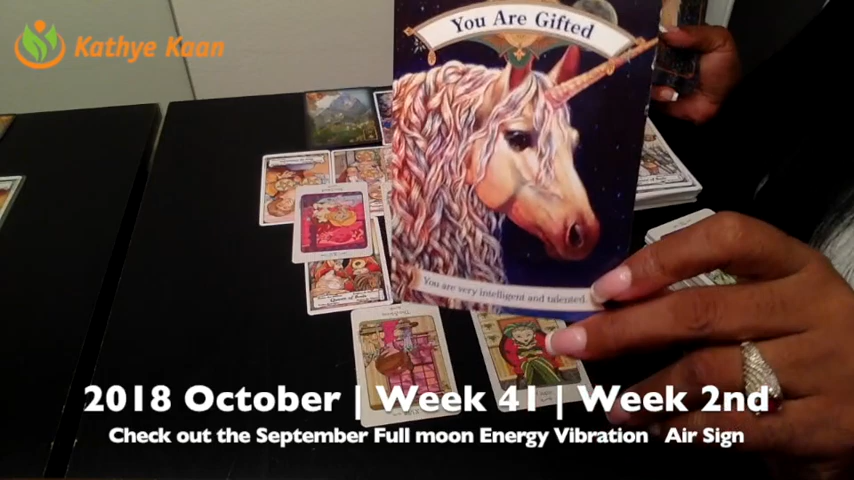 Kathye Kaan
You Are Gifted
You are very intelligent and talented.
2018 October | Week 41 | Week 2nd
Check out the September Full moon Energy Vibration Air Sign